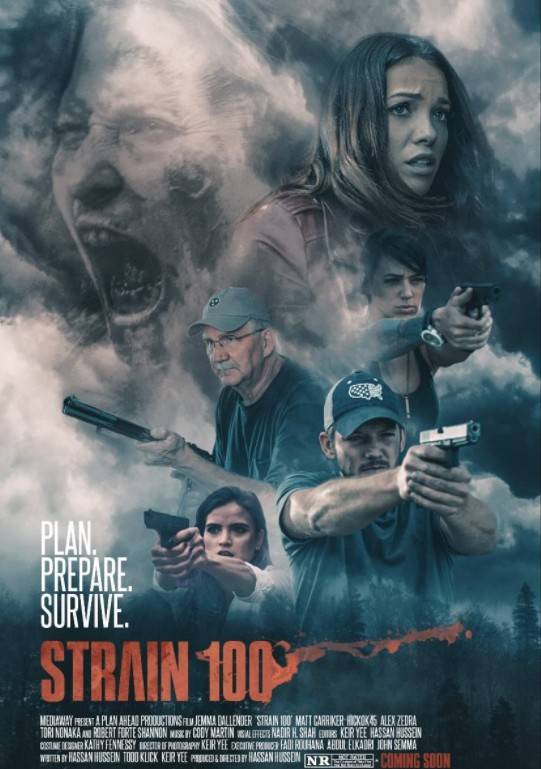 PLAN.
PREPARE.
SURVIVE.
STRAIN 100
MEDIAWAY PRESENT A PLAN AHEAD PRODUCTIONS FILM JEMMA DALLENDER 'STRAIN 100' MATT CARRIKER HICKOK45 ALEX ZEDRA
TORI NONAKA AND ROBERT FORTE SHANNON MUSIC BY CODY MARTIN VISUAL EFFECTS NADIR H. SHAH EDITORS KEIR YEE HASSAN HUSSEIN
COSTUME DESIGNER KATHY FENNESSY DIRECTOR OF PHOTOGRAPHY KEIR YEE EXECUTIVE PRODUCER FADI ROUHANA ABDUL ELKADRI JOHN SEMMA
WRITTEN BY HASSAN HUSSEIN TODD KLICK KEIR YEE PRODUCED & DIRECTED BY HASSAN HUSSEIN NR NOT RATED COMING SOON